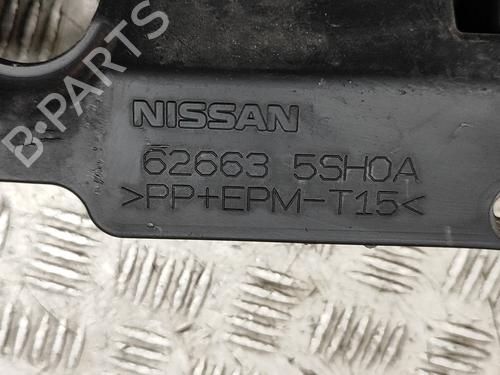 NISSAN
62663 5SH0A
>PP+EPM-T15<
B-PARTS